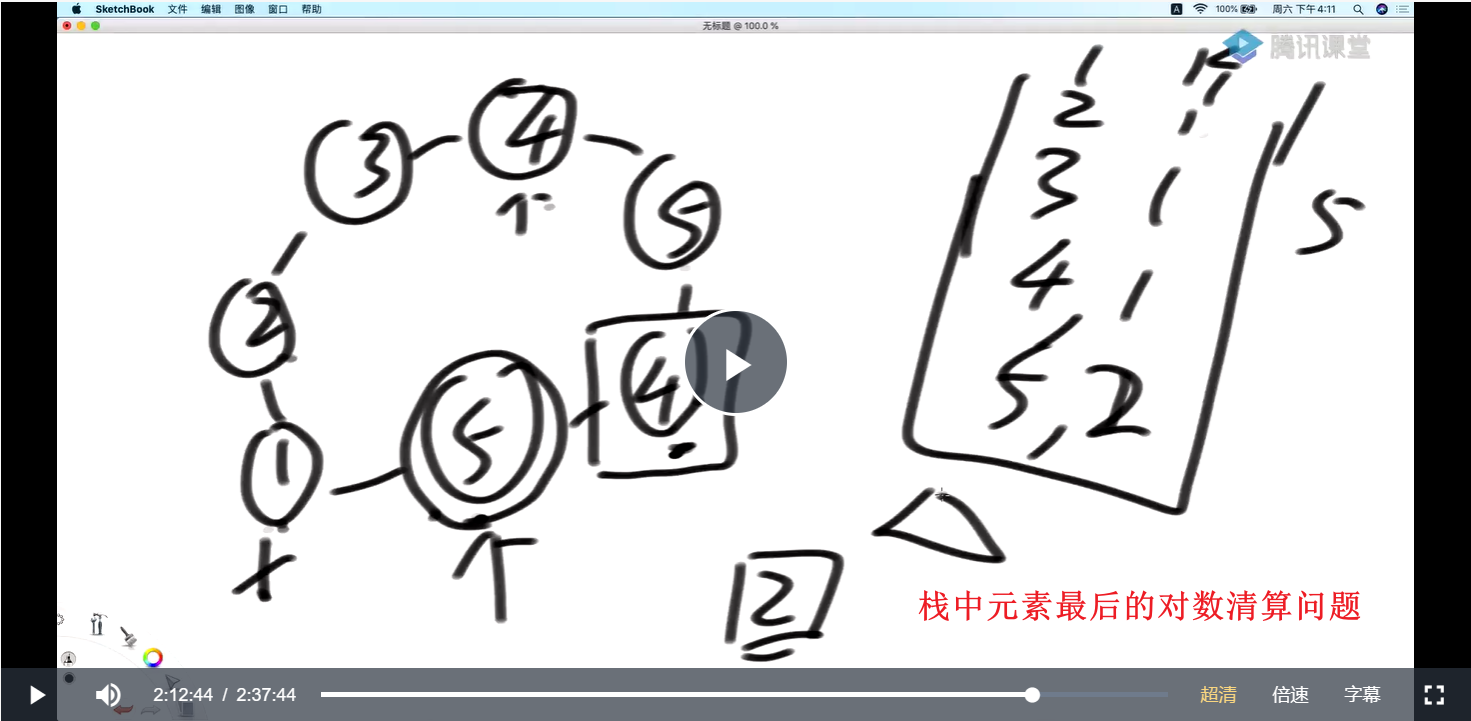 SketchBook 文件 编辑 图像 窗口 帮助
A 100% 周六 下午4:11
无标题 @ 100.0 %
腾讯课堂
3 4 5
2
1 5 4
2
3 1
4 1
5, 2
5
2
栈中元素最后的对数清算问题
2:12:44 / 2:37:44 超清 倍速 字幕